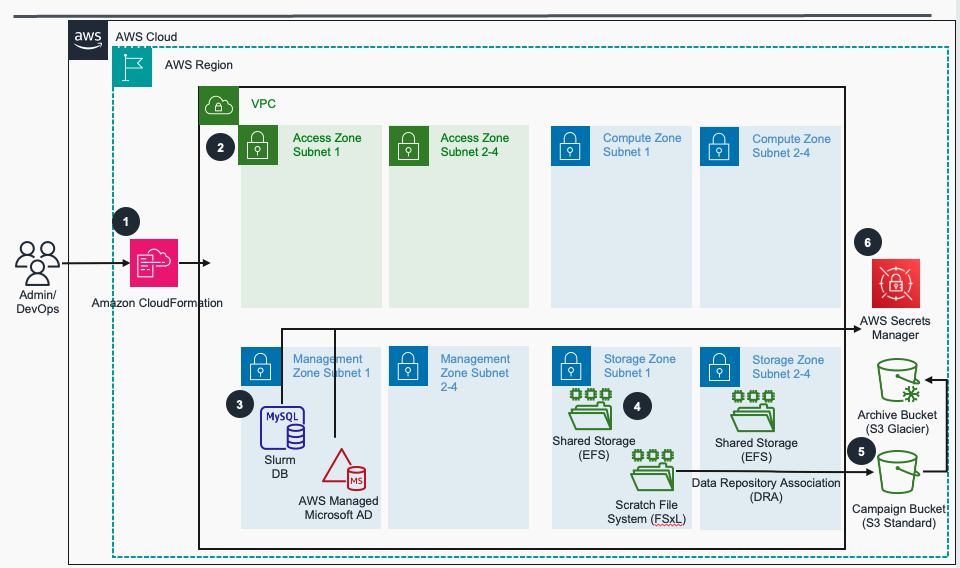 aws
AWS Cloud
AWS Region
VPC
2
Access Zone
Subnet 1
Access Zone
Subnet 2-4
Compute Zone
Subnet 1
Compute Zone
Subnet 2-4
1
Admin/
DevOps
Amazon CloudFormation
6
AWS Secrets
Manager
Management
Zone Subnet 1
Management
Zone Subnet
2-4
Storage Zone
Subnet 1
Storage Zone
Subnet 2-4
3
MySQL
Slurm
DB
MS
AWS Managed
Microsoft AD
4
Shared Storage
(EFS)
Shared Storage
(EFS)
Scratch File
System (FSxL)
Data Repository Association
(DRA)
Archive Bucket
(S3 Glacier)
5
Campaign Bucket
(S3 Standard)